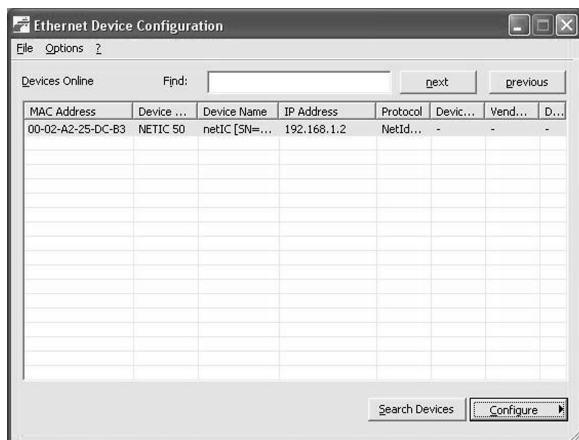 Ethernet Device Configuration
File Options ?
Devices Online Find: next previous
MAC Address Device ... Device Name IP Address Protocol Devic... Vend... D...
00-02-A2-25-DC-B3 NETIC 50 netIC [SN=... 192.168.1.2 NetId... - - -
Search Devices Configure